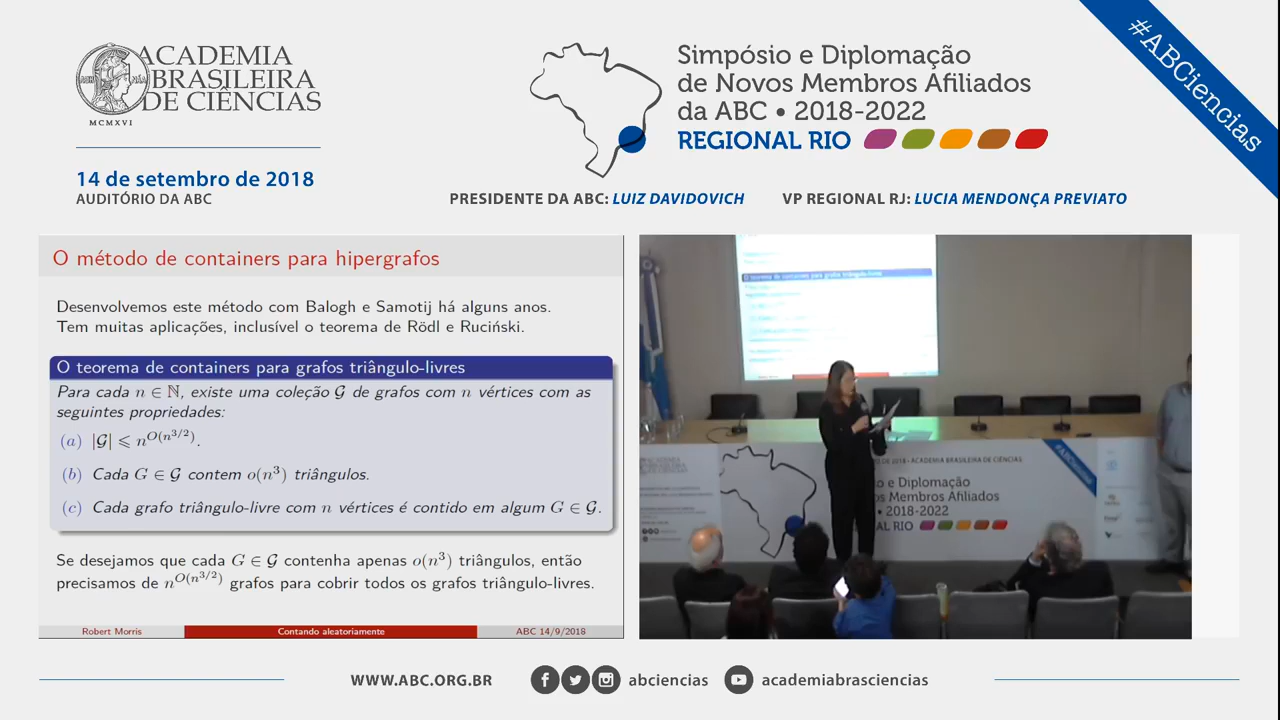 ACADEMIA
BRASILEIRA
DE CIÊNCIAS
MCMXVI
14 de setembro de 2018
AUDITÓRIO DA ABC
Simpósio e Diplomação
de Novos Membros Afiliados
da ABC • 2018-2022
REGIONAL RIO
#ABCiencias
PRESIDENTE DA ABC: LUIZ DAVIDOVICH VP REGIONAL RJ: LUCIA MENDONÇA PREVIATO
O método de containers para hipergrafos
Desenvolvemos este método com Balogh e Samotij há alguns anos.
Tem muitas aplicações, inclusível o teorema de Rödl e Ruciński.
O teorema de containers para grafos triângulo-livres
Para cada n ∈ ℕ, existe uma coleção 𝒢 de grafos com n vértices com as
seguintes propriedades:
(a) |𝒢| ⩽ n^{O(n^{3/2})}.
(b) Cada G ∈ 𝒢 contem o(n³) triângulos.
(c) Cada grafo triângulo-livre com n vértices é contido em algum G ∈ 𝒢.
Se desejamos que cada G ∈ 𝒢 contenha apenas o(n³) triângulos, então
precisamos de n^{O(n^{3/2})} grafos para cobrir todos os grafos triângulo-livres.
Robert Morris Contando aleatoriamente ABC 14/9/2018
O teorema de containers para grafos triângulo-livres
DE 2018 • ACADEMIA BRASILEIRA DE CIÊNCIAS
o e Diplomação
os Membros Afiliados
• 2018-2022
AL RIO
WWW.ABC.ORG.BR abciencias academiabrasciencias